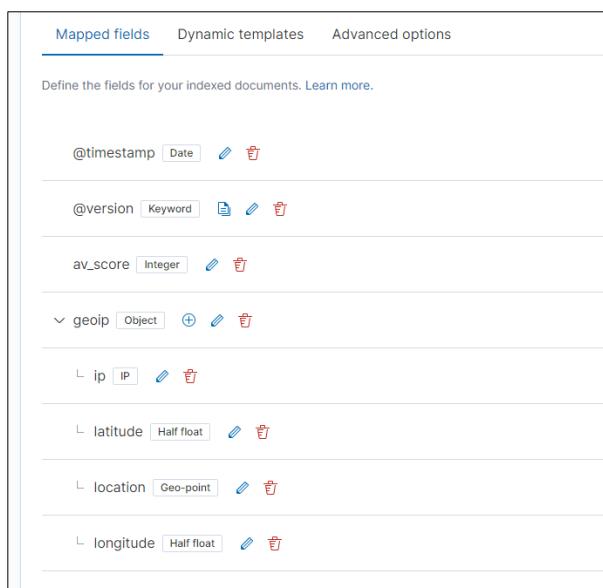 Mapped fields Dynamic templates Advanced options
Define the fields for your indexed documents. Learn more.
@timestamp Date
@version Keyword
av_score Integer
geoip Object
ip IP
latitude Half float
location Geo-point
longitude Half float